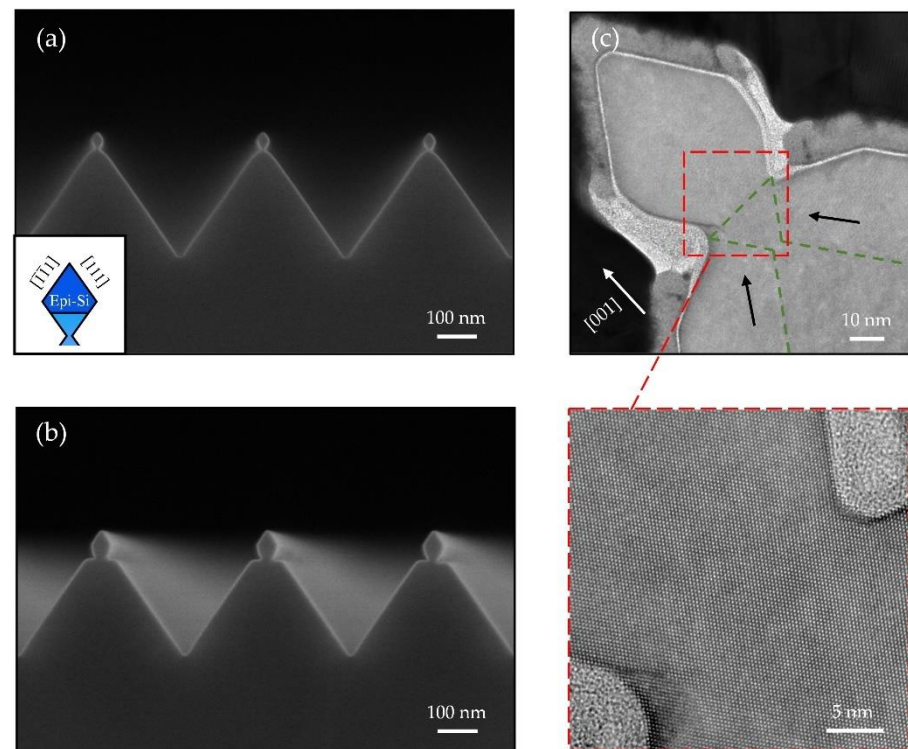 (a)
[1̅1̅1]
[111]
Epi-Si
100 nm
(b)
100 nm
(c)
[001]
10 nm
5 nm